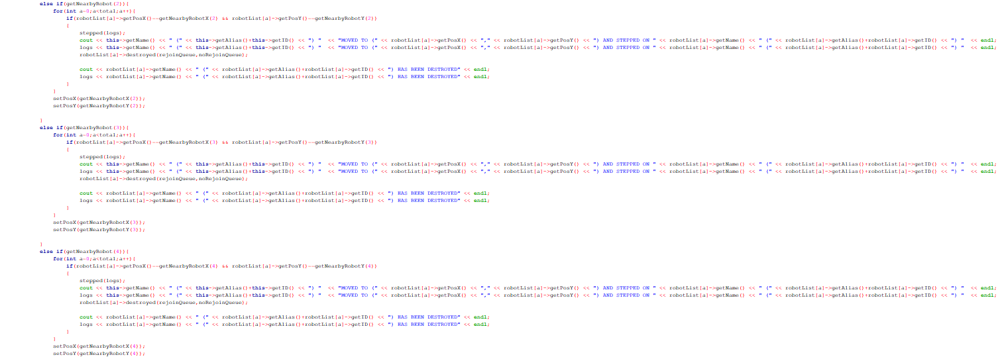 else if(getNearbyRobot(2)){
for(int a=0;a<total;a++){
if(robotList[a]->getPosX()==getNearbyRobotX(2) && robotList[a]->getPosY()==getNearbyRobotY(2))
{
stepped(logs);
cout << this->getName() << " (" << this->getAlias()+this->getID() << ") " << "MOVED TO (" << robotList[a]->getPosX() << "," << robotList[a]->getPosY() << ") AND STEPPED ON " << robotList[a]->getName() << " (" << robotList[a]->getAlias()+robotList[a]->getID() << ") " << endl;
logs << this->getName() << " (" << this->getAlias()+this->getID() << ") " << "MOVED TO (" << robotList[a]->getPosX() << "," << robotList[a]->getPosY() << ") AND STEPPED ON " << robotList[a]->getName() << " (" << robotList[a]->getAlias()+robotList[a]->getID() << ") " << endl;
robotList[a]->destroyed(rejoinQueue,noRejoinQueue);
cout << robotList[a]->getName() << " (" << robotList[a]->getAlias()+robotList[a]->getID() << ") HAS BEEN DESTROYED" << endl;
logs << robotList[a]->getName() << " (" << robotList[a]->getAlias()+robotList[a]->getID() << ") HAS BEEN DESTROYED" << endl;
}
}
setPosX(getNearbyRobotX(2));
setPosY(getNearbyRobotY(2));
}
else if(getNearbyRobot(3)){
for(int a=0;a<total;a++){
if(robotList[a]->getPosX()==getNearbyRobotX(3) && robotList[a]->getPosY()==getNearbyRobotY(3))
{
stepped(logs);
cout << this->getName() << " (" << this->getAlias()+this->getID() << ") " << "MOVED TO (" << robotList[a]->getPosX() << "," << robotList[a]->getPosY() << ") AND STEPPED ON " << robotList[a]->getName() << " (" << robotList[a]->getAlias()+robotList[a]->getID() << ") " << endl;
logs << this->getName() << " (" << this->getAlias()+this->getID() << ") " << "MOVED TO (" << robotList[a]->getPosX() << "," << robotList[a]->getPosY() << ") AND STEPPED ON " << robotList[a]->getName() << " (" << robotList[a]->getAlias()+robotList[a]->getID() << ") " << endl;
robotList[a]->destroyed(rejoinQueue,noRejoinQueue);
cout << robotList[a]->getName() << " (" << robotList[a]->getAlias()+robotList[a]->getID() << ") HAS BEEN DESTROYED" << endl;
logs << robotList[a]->getName() << " (" << robotList[a]->getAlias()+robotList[a]->getID() << ") HAS BEEN DESTROYED" << endl;
}
}
setPosX(getNearbyRobotX(3));
setPosY(getNearbyRobotY(3));
}
else if(getNearbyRobot(4)){
for(int a=0;a<total;a++){
if(robotList[a]->getPosX()==getNearbyRobotX(4) && robotList[a]->getPosY()==getNearbyRobotY(4))
{
stepped(logs);
cout << this->getName() << " (" << this->getAlias()+this->getID() << ") " << "MOVED TO (" << robotList[a]->getPosX() << "," << robotList[a]->getPosY() << ") AND STEPPED ON " << robotList[a]->getName() << " (" << robotList[a]->getAlias()+robotList[a]->getID() << ") " << endl;
logs << this->getName() << " (" << this->getAlias()+this->getID() << ") " << "MOVED TO (" << robotList[a]->getPosX() << "," << robotList[a]->getPosY() << ") AND STEPPED ON " << robotList[a]->getName() << " (" << robotList[a]->getAlias()+robotList[a]->getID() << ") " << endl;
robotList[a]->destroyed(rejoinQueue,noRejoinQueue);
cout << robotList[a]->getName() << " (" << robotList[a]->getAlias()+robotList[a]->getID() << ") HAS BEEN DESTROYED" << endl;
logs << robotList[a]->getName() << " (" << robotList[a]->getAlias()+robotList[a]->getID() << ") HAS BEEN DESTROYED" << endl;
}
}
setPosX(getNearbyRobotX(4));
setPosY(getNearbyRobotY(4));